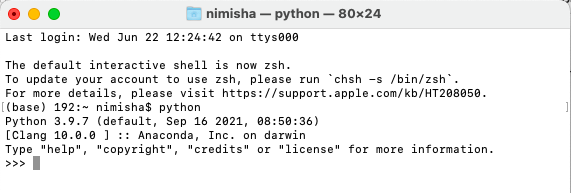 nimisha — python — 80×24
Last login: Wed Jun 22 12:24:42 on ttys000

The default interactive shell is now zsh.
To update your account to use zsh, please run `chsh -s /bin/zsh`.
For more details, please visit https://support.apple.com/kb/HT208050.
[(base) 192:~ nimisha$ python ]
Python 3.9.7 (default, Sep 16 2021, 08:50:36)
[Clang 10.0.0 ] :: Anaconda, Inc. on darwin
Type "help", "copyright", "credits" or "license" for more information.
>>>